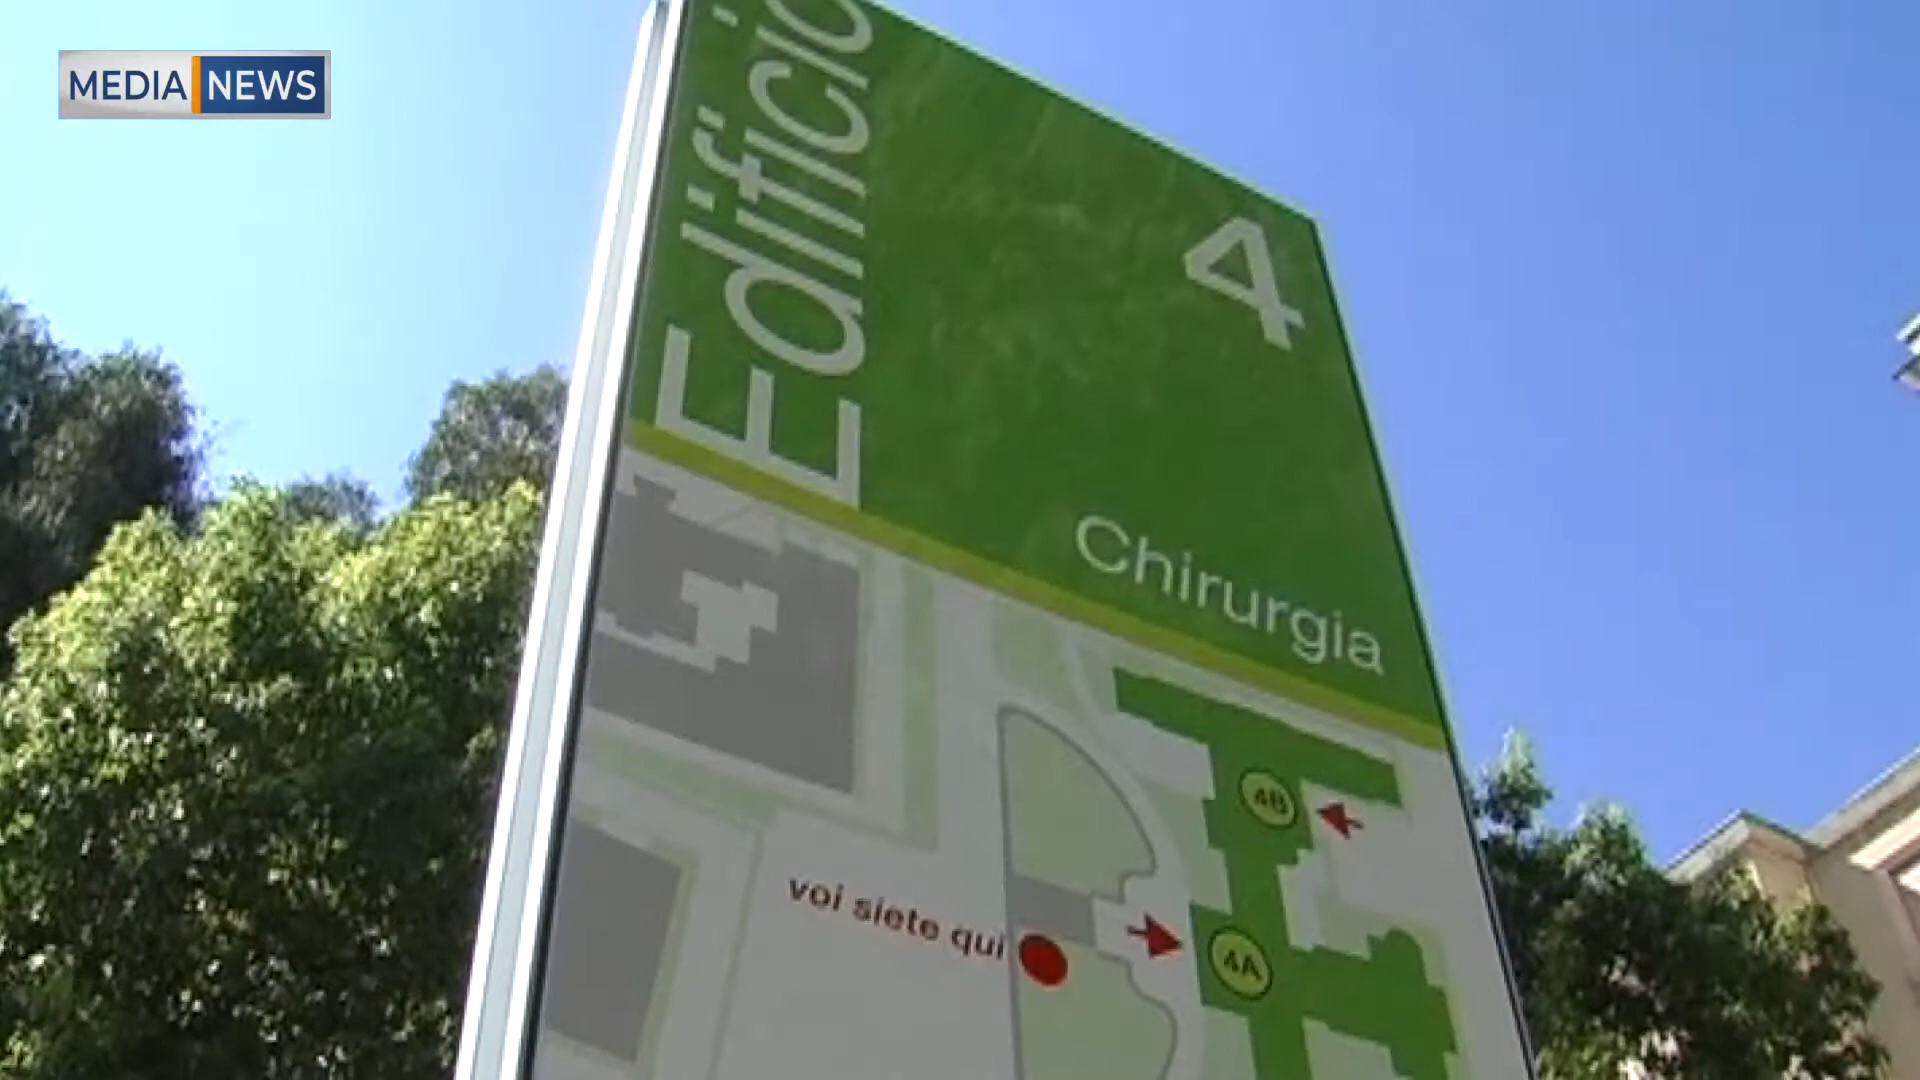 MEDIA NEWS
Edificio
4
Chirurgia
4B
voi siete qui
4A